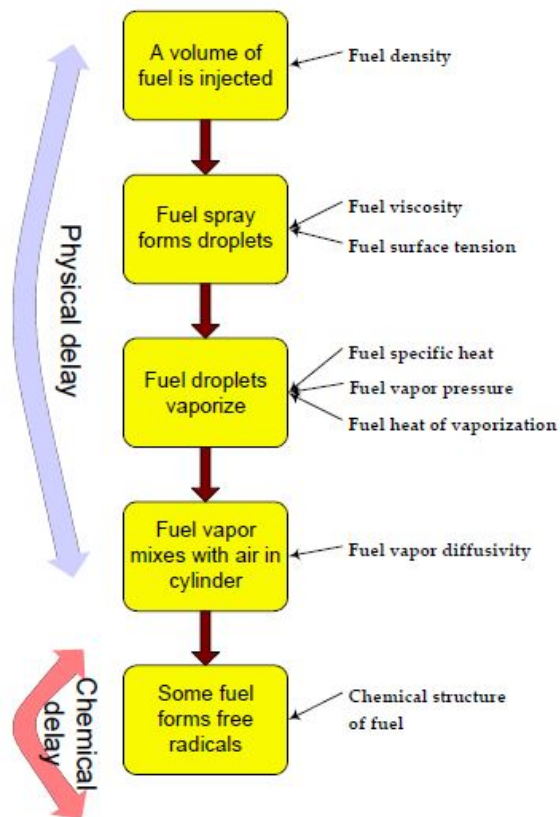 A volume of
fuel is injected
Fuel density
Fuel spray
forms droplets
Fuel viscosity
Fuel surface tension
Physical delay
Fuel droplets
vaporize
Fuel specific heat
Fuel vapor pressure
Fuel heat of vaporization
Fuel vapor
mixes with air in
cylinder
Fuel vapor diffusivity
Chemical
delay
Some fuel
forms free
radicals
Chemical structure
of fuel